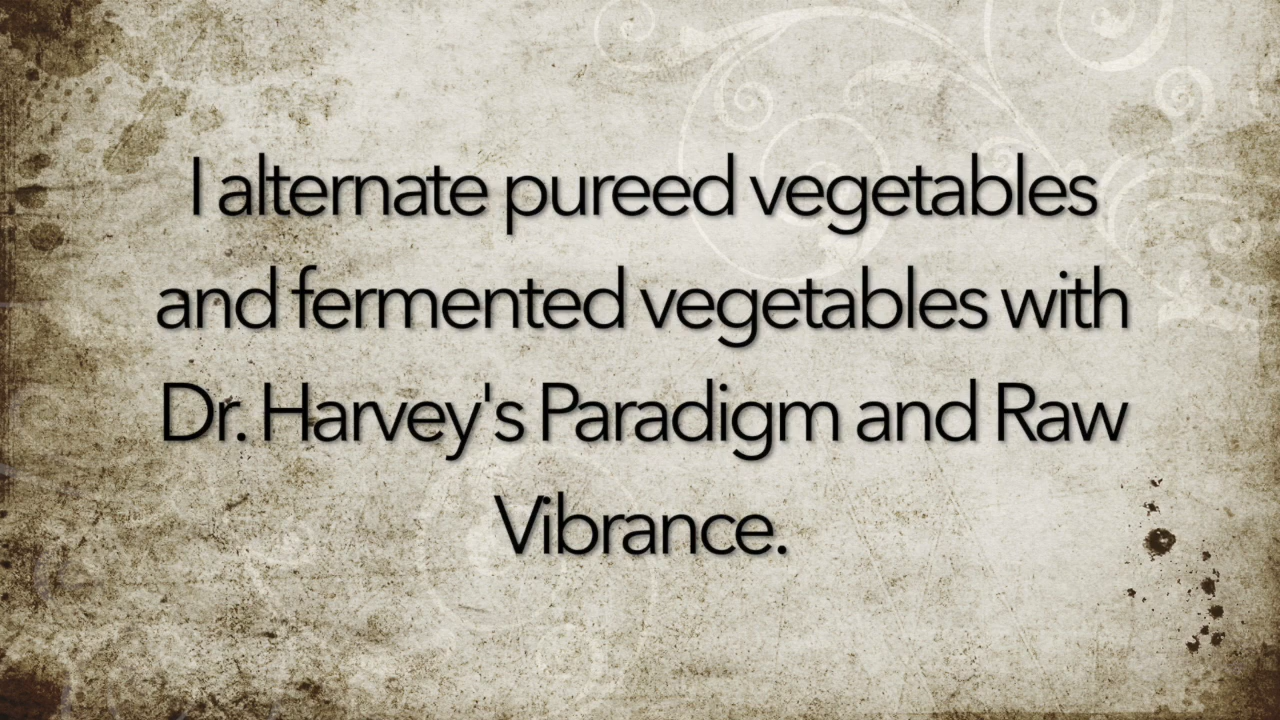 I alternate pureed vegetables
and fermented vegetables with
Dr. Harvey's Paradigm and Raw
Vibrance.